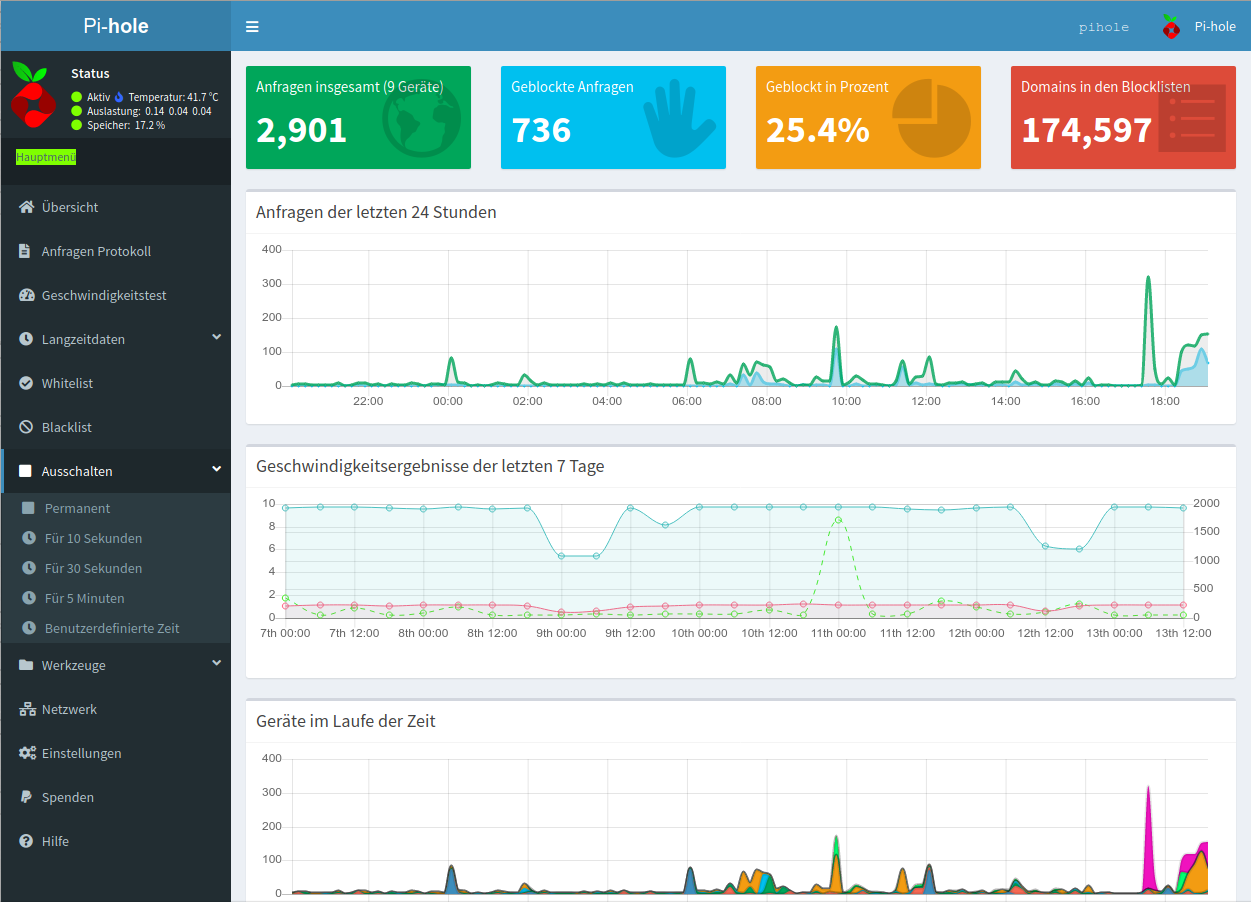 Pi-hole
pihole
Pi-hole
Status
Aktiv Temperatur: 41.7 °C
Auslastung: 0.14 0.04 0.04
Speicher: 17.2 %
Hauptmenü
Übersicht
Anfragen Protokoll
Geschwindigkeitstest
Langzeitdaten
Whitelist
Blacklist
Ausschalten
Permanent
Für 10 Sekunden
Für 30 Sekunden
Für 5 Minuten
Benutzerdefinierte Zeit
Werkzeuge
Netzwerk
Einstellungen
Spenden
Hilfe
Anfragen insgesamt (9 Geräte)
2,901
Geblockte Anfragen
736
Geblockt in Prozent
25.4%
Domains in den Blocklisten
174,597
Anfragen der letzten 24 Stunden
400
300
200
100
0
22:00 00:00 02:00 04:00 06:00 08:00 10:00 12:00 14:00 16:00 18:00
Geschwindigkeitsergebnisse der letzten 7 Tage
10 2000
8 1500
6 1000
4
2 500
0 0
7th 00:00 7th 12:00 8th 00:00 8th 12:00 9th 00:00 9th 12:00 10th 00:00 10th 12:00 11th 00:00 11th 12:00 12th 00:00 12th 12:00 13th 00:00 13th 12:00
Geräte im Laufe der Zeit
400
300
200
100
0